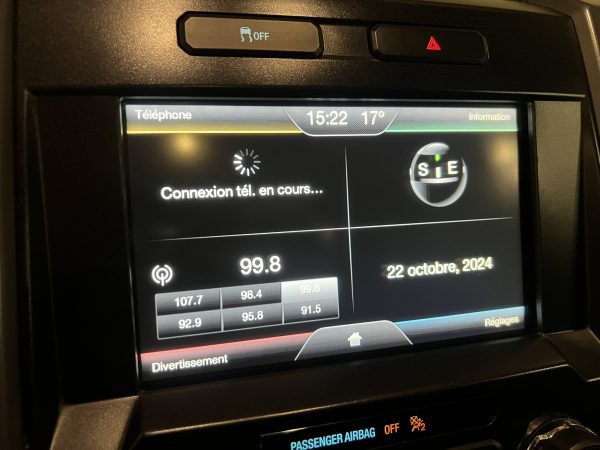 OFF
Téléphone 15:22 17° Information
Connexion tél. en cours...
S I E
99.8
107.7 98.4 99.8
92.9 95.8 91.5
22 octobre, 2024
Divertissement Réglages
PASSENGER AIRBAG OFF 2